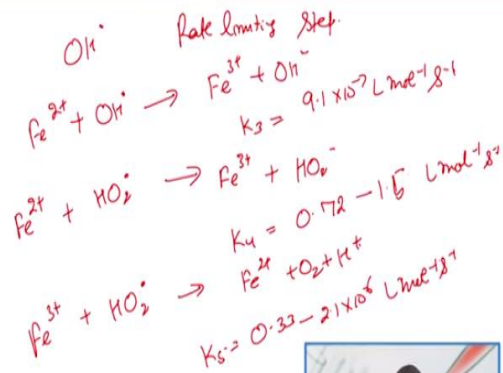 OH• Rate limiting step.
Fe²⁺ + OH• → Fe³⁺ + OH⁻
K₃ = 9.1 × 10⁻⁷ L mol⁻¹ S⁻¹
Fe²⁺ + HO₂• → Fe³⁺ + HO₂⁻
K₄ = 0.72 – 1.5 L mol⁻¹ S⁻¹
Fe³⁺ + HO₂• → Fe²⁺ + O₂ + H⁺
K₅ = 0.33 – 2.1 × 10⁶ L mol⁻¹ S⁻¹